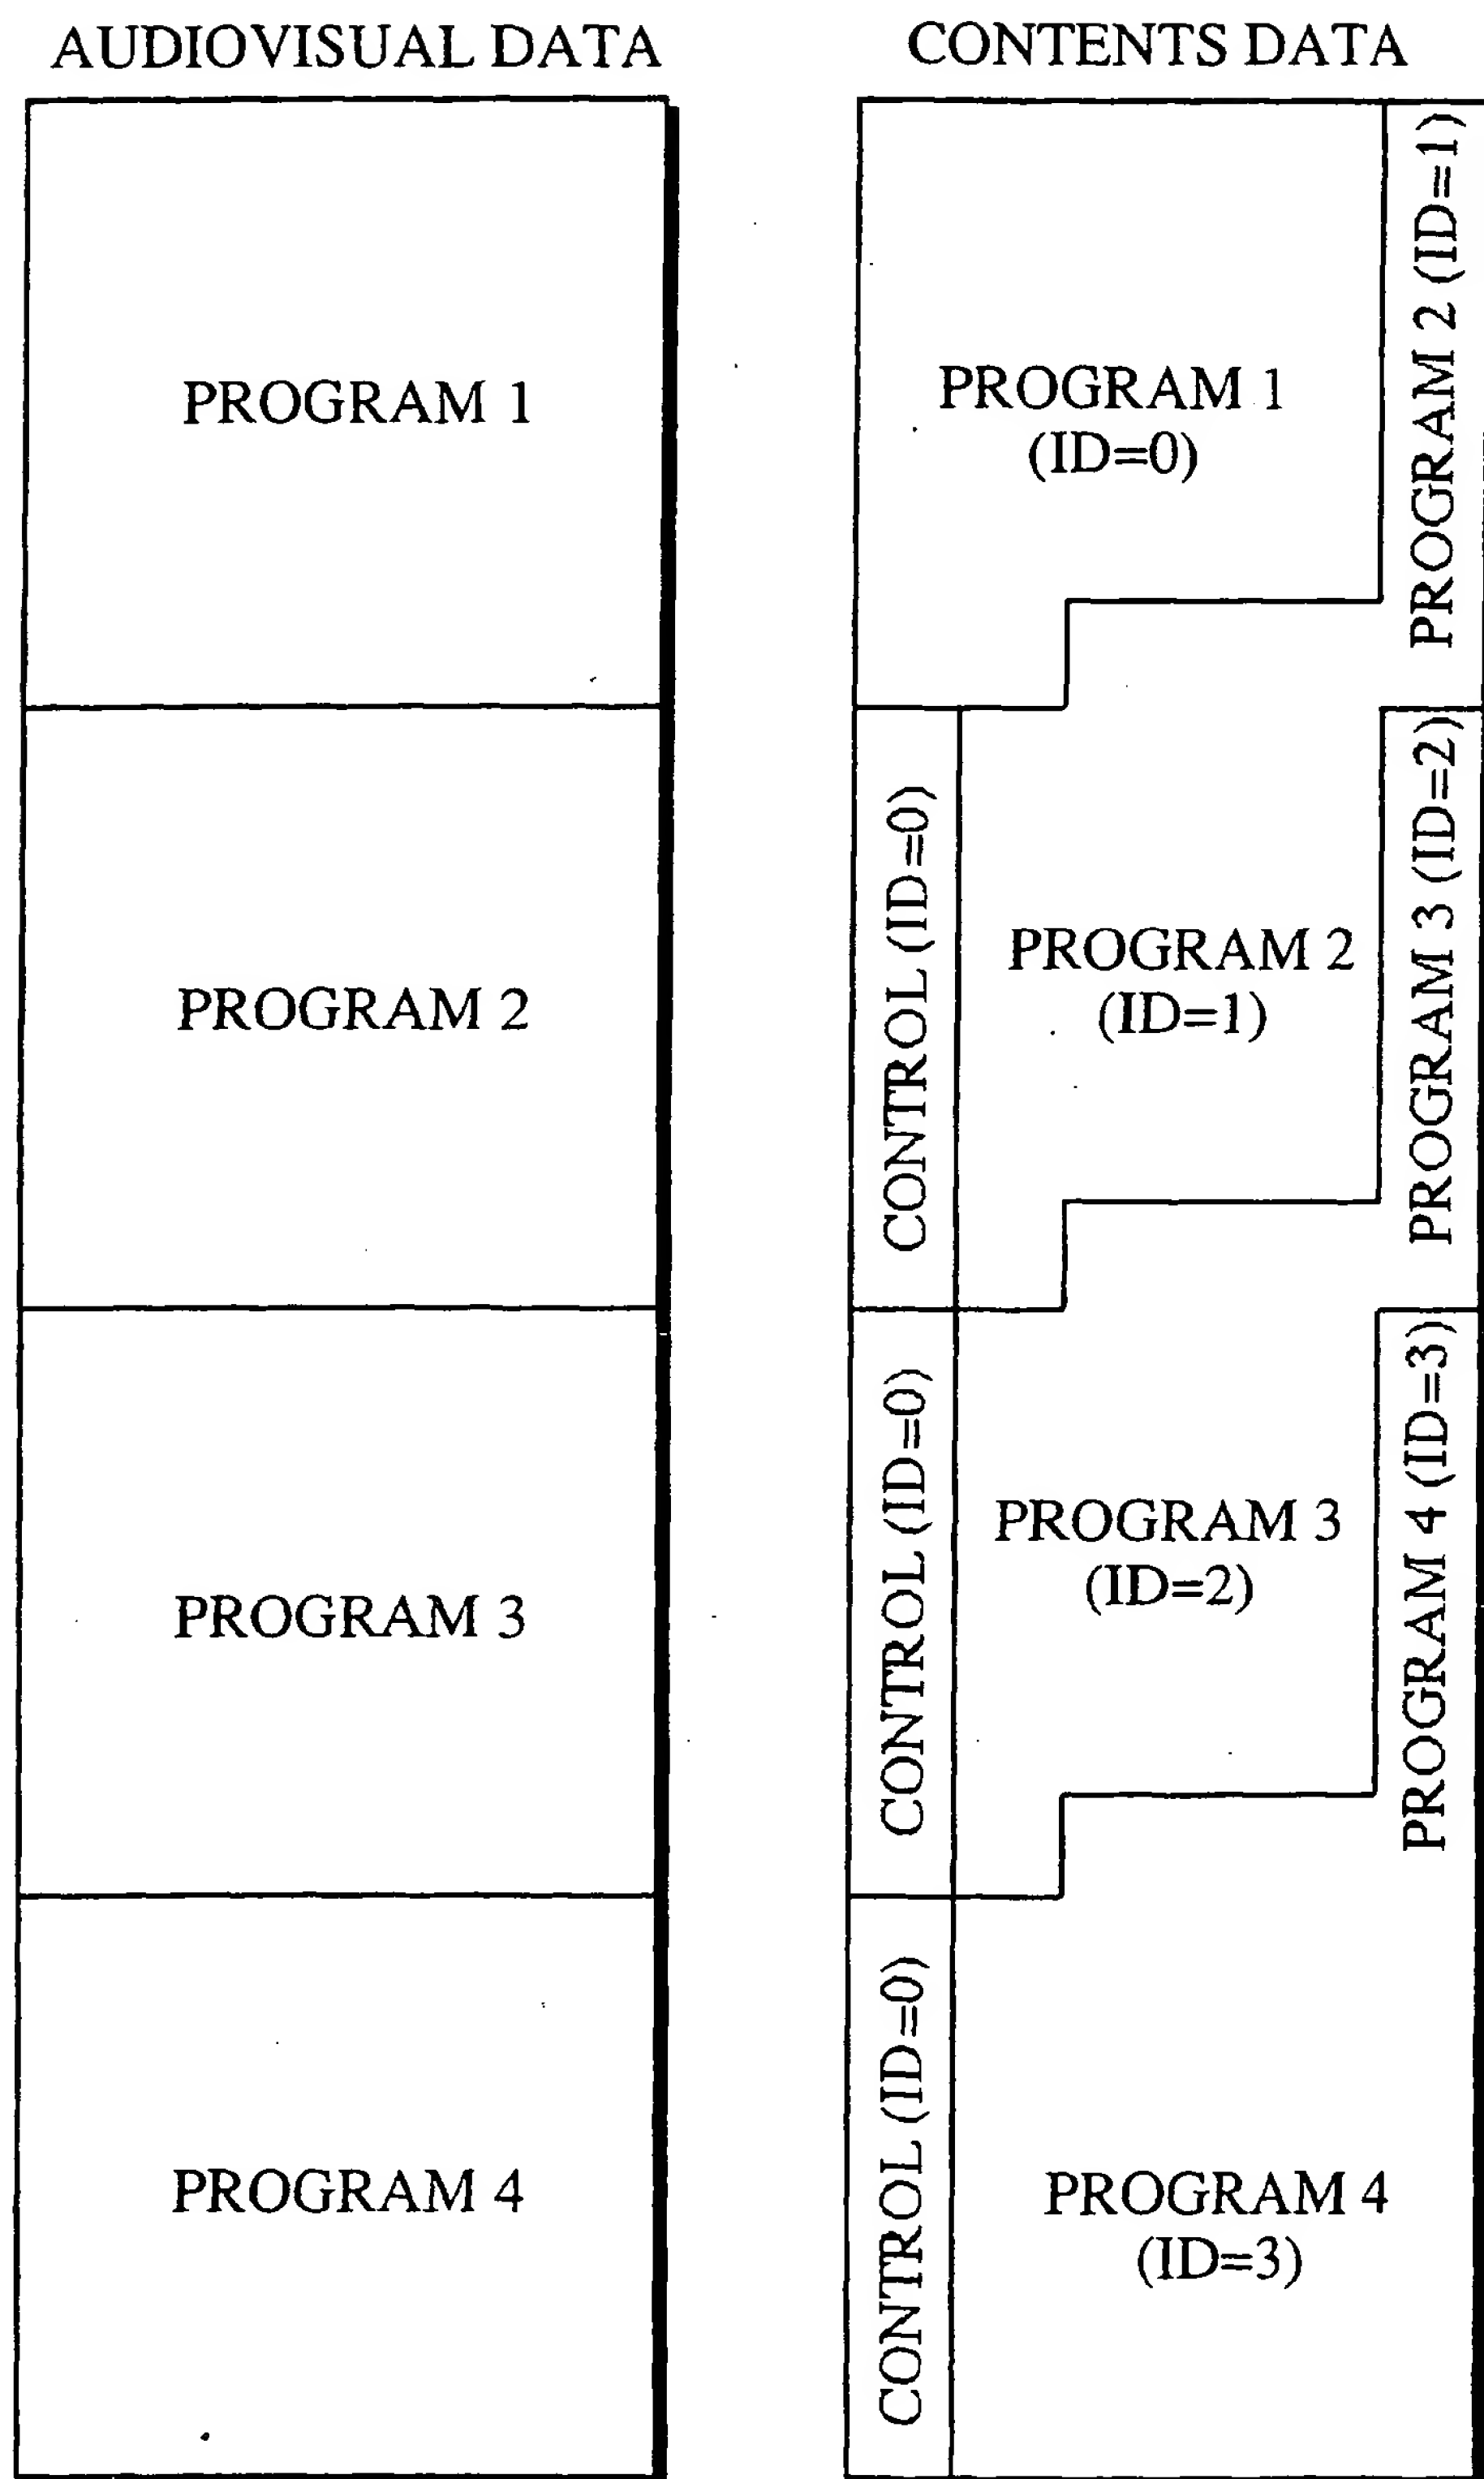 AUDIOVISUAL DATA
PROGRAM 1
PROGRAM 2
PROGRAM 3
PROGRAM 4
CONTENTS DATA
PROGRAM 1
(ID=0)
PROGRAM 2 (ID=1)
CONTROL (ID=0)
PROGRAM 2
(ID=1)
PROGRAM 3 (ID=2)
CONTROL (ID=0)
PROGRAM 3
(ID=2)
PROGRAM 4 (ID=3)
CONTROL (ID=0)
PROGRAM 4
(ID=3)